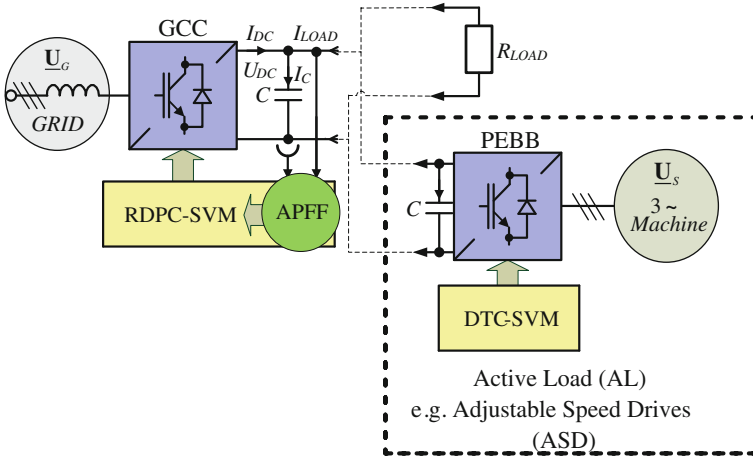 GCC
U_G
GRID
I_DC
I_LOAD
U_DC
I_C
C
R_LOAD
RDPC-SVM
APFF
PEBB
C
U_S
3 ~
Machine
DTC-SVM
Active Load (AL)
e.g. Adjustable Speed Drives
(ASD)